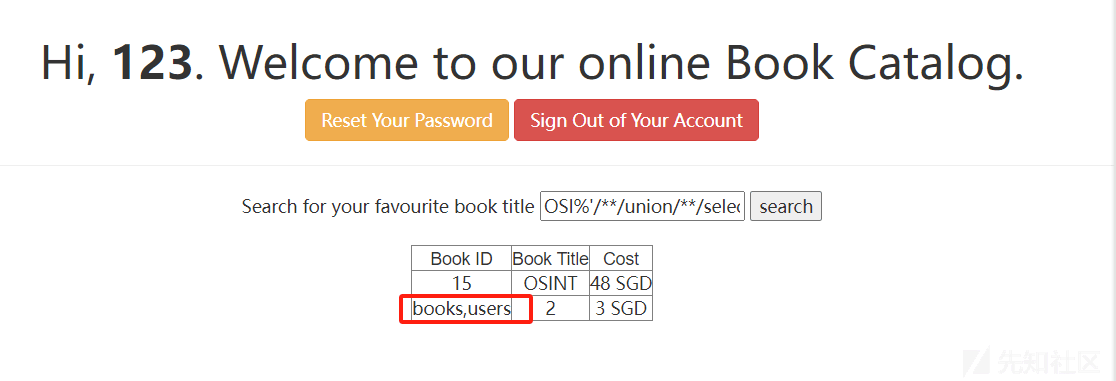 Hi, 123. Welcome to our online Book Catalog.
Reset Your Password Sign Out of Your Account
Search for your favourite book title OSI%'/**/union/**/selec search
Book ID Book Title Cost
15 OSINT 48 SGD
books,users 2 3 SGD
先知社区